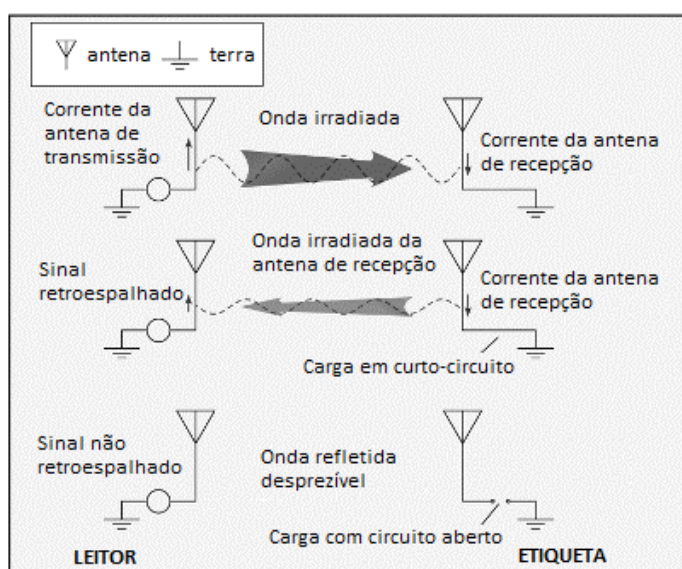 antena
terra
Corrente da
antena de
transmissão
Onda irradiada
Corrente da antena
de recepção
Sinal
retroespalhado
Onda irradiada da
antena de recepção
Corrente da antena
de recepção
Carga em curto-circuito
Sinal não
retroespalhado
Onda refletida
desprezível
Carga com circuito aberto
LEITOR
ETIQUETA